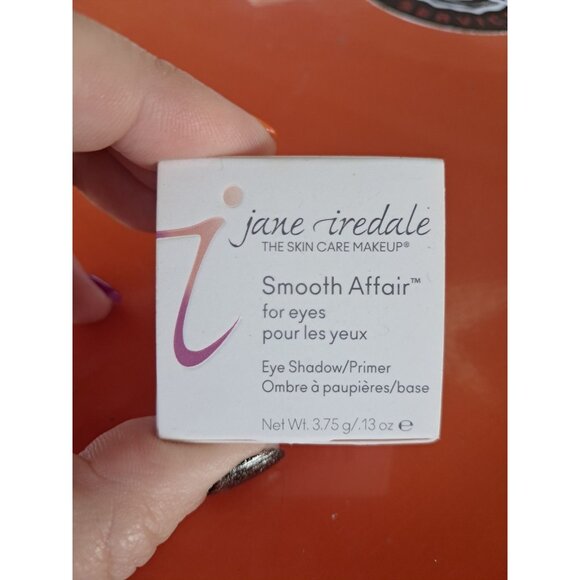 SERVIC
jane iredale
THE SKIN CARE MAKEUP®
Smooth Affair™
for eyes
pour les yeux
Eye Shadow/Primer
Ombre à paupières/base
Net Wt. 3.75 g/.13 oz ℮